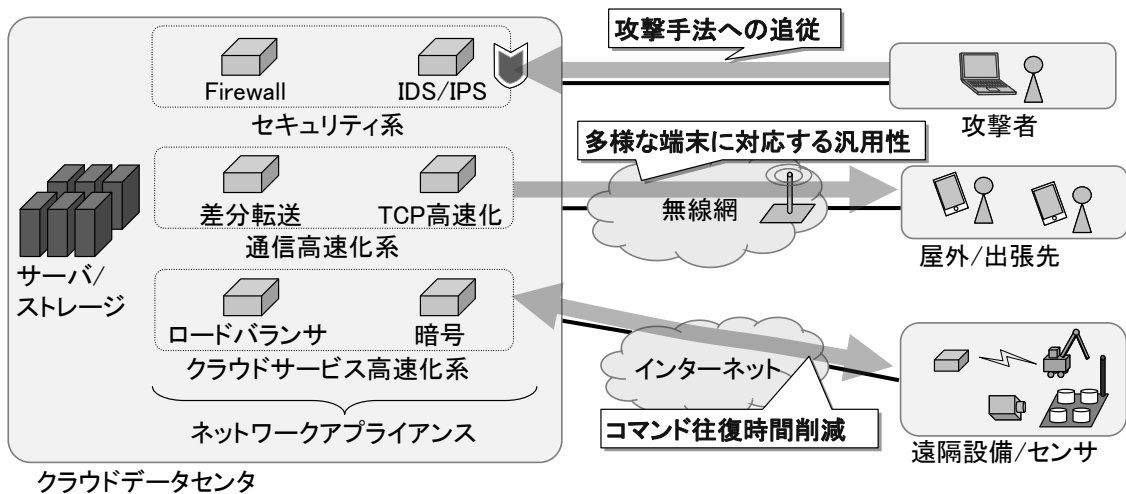 攻撃手法への追従
Firewall
IDS/IPS
セキュリティ系
攻撃者
多様な端末に対応する汎用性
差分転送
TCP高速化
通信高速化系
無線網
屋外/出張先
サーバ/
ストレージ
ロードバランサ
暗号
クラウドサービス高速化系
インターネット
コマンド往復時間削減
ネットワークアプライアンス
遠隔設備/センサ
クラウドデータセンタ